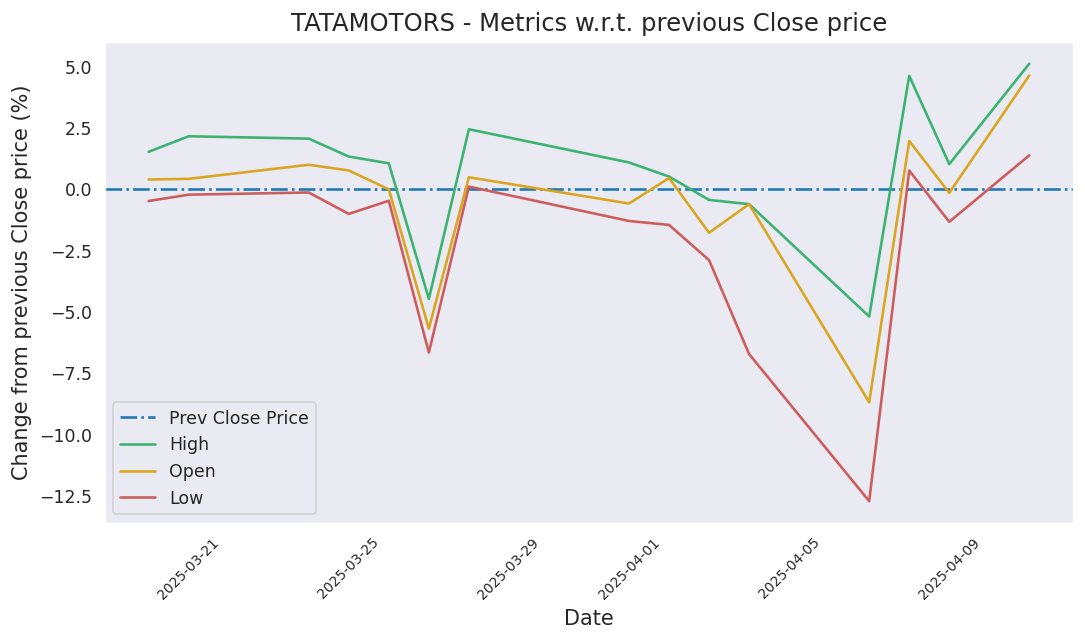 TATAMOTORS - Metrics w.r.t. previous Close price
Change from previous Close price (%)
5.0
2.5
0.0
−2.5
−5.0
−7.5
−10.0
−12.5
Prev Close Price
High
Open
Low
2025-03-21
2025-03-25
2025-03-29
2025-04-01
2025-04-05
2025-04-09
Date